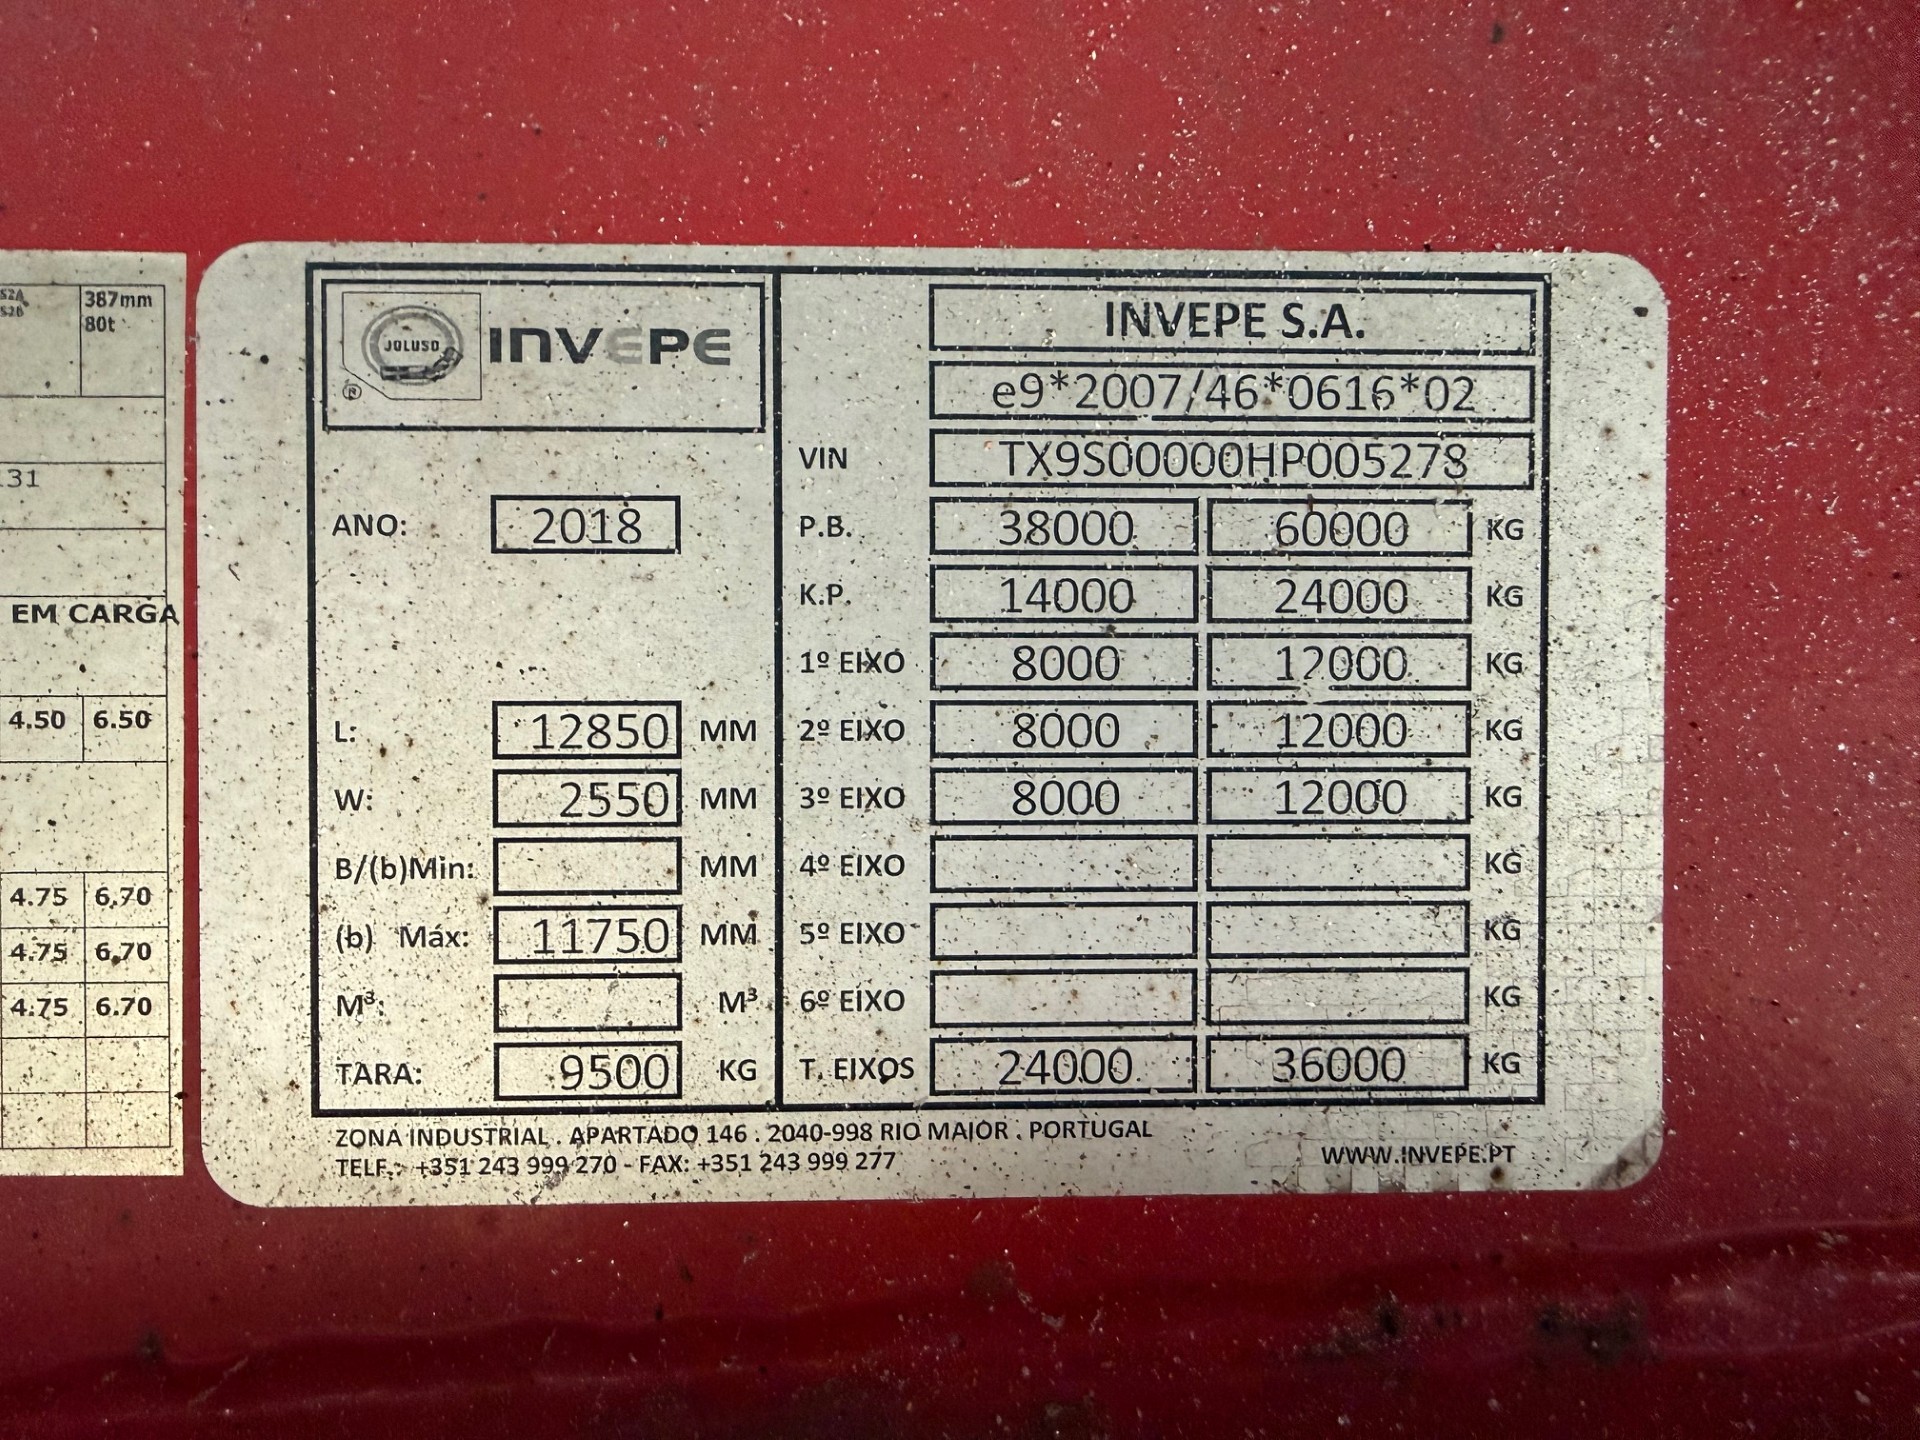 S2A
S2B
387mm
80t
131
EM CARGA
4.50 6.50
4.75 6.70
4.75 6.70
4.75 6.70
JOLUSO
®
INVEPE
ANO: 2018
L: 12850 MM
W: 2550 MM
B/(b)Min: MM
(b) Máx: 11750 MM
M³: M³
TARA: 9500 KG
INVEPE S.A.
e9*2007/46*0616*02
VIN TX9S00000HP005278
P.B. 38000 60000 KG
K.P. 14000 24000 KG
1º EIXO 8000 12000 KG
2º EIXO 8000 12000 KG
3º EIXO 8000 12000 KG
4º EIXO KG
5º EIXO KG
6º EIXO KG
T. EIXOS 24000 36000 KG
ZONA INDUSTRIAL . APARTADO 146 . 2040-998 RIO MAIOR . PORTUGAL
TELF.: +351 243 999 270 - FAX: +351 243 999 277
WWW.INVEPE.PT